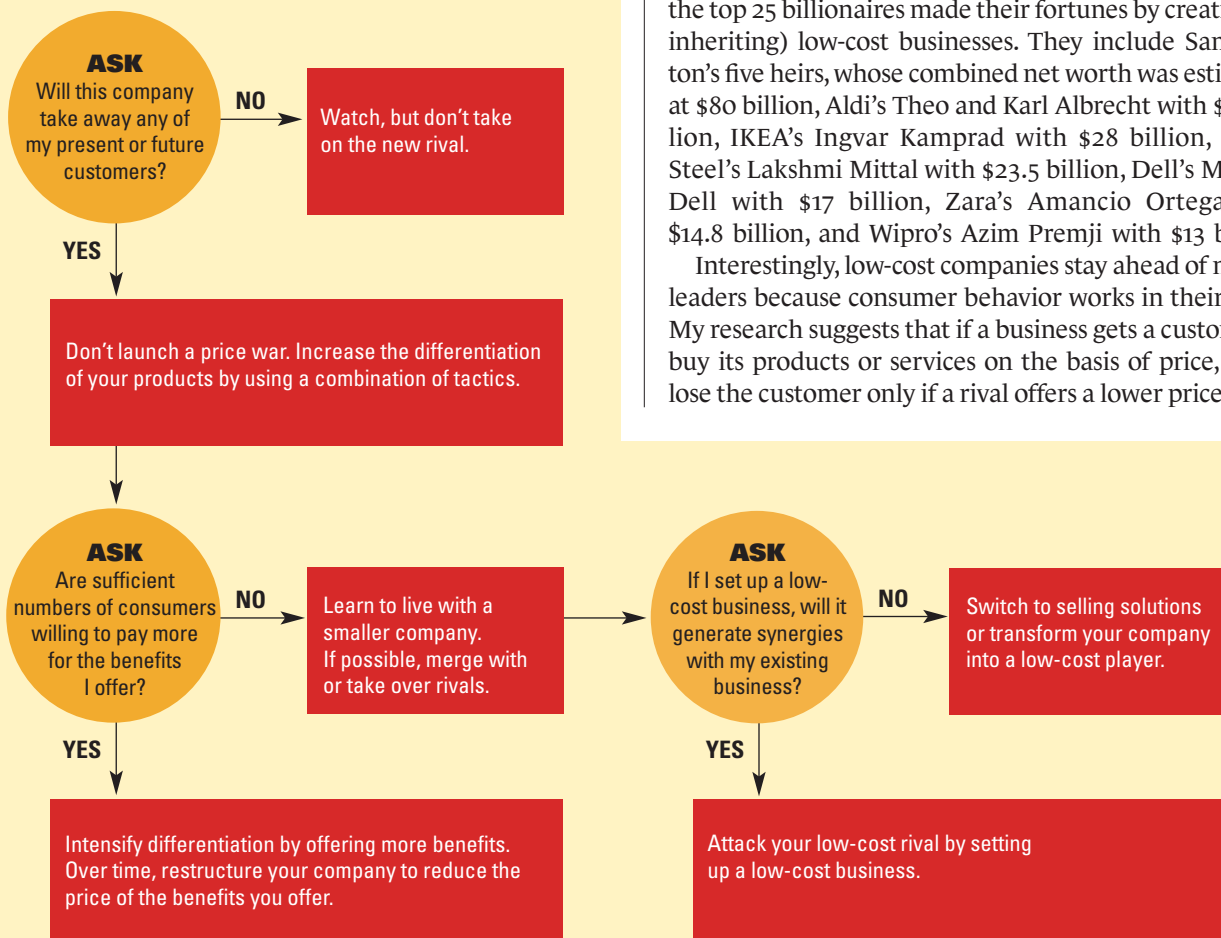 ASK
Will this company
take away any of
my present or future
customers?
NO
Watch, but don't take
on the new rival.
YES
Don't launch a price war. Increase the differentiation
of your products by using a combination of tactics.
ASK
Are sufficient
numbers of consumers
willing to pay more
for the benefits
I offer?
NO
Learn to live with a
smaller company.
If possible, merge with
or take over rivals.
ASK
If I set up a low-
cost business, will it
generate synergies
with my existing
business?
NO
Switch to selling solutions
or transform your company
into a low-cost player.
YES
Intensify differentiation by offering more benefits.
Over time, restructure your company to reduce the
price of the benefits you offer.
YES
Attack your low-cost rival by setting
up a low-cost business.
the top 25 billionaires made their fortunes by
inheriting) low-cost businesses. They include
ton's five heirs, whose combined net worth was
at $80 billion, Aldi's Theo and Karl Albrecht with
lion, IKEA's Ingvar Kamprad with $28 billion,
Steel's Lakshmi Mittal with $23.5 billion, Dell's
Dell with $17 billion, Zara's Amancio Ortega
$14.8 billion, and Wipro's Azim Premji with $13
Interestingly, low-cost companies stay ahead of
leaders because consumer behavior works in their
My research suggests that if a business gets a
buy its products or services on the basis of price,
lose the customer only if a rival offers a lower price